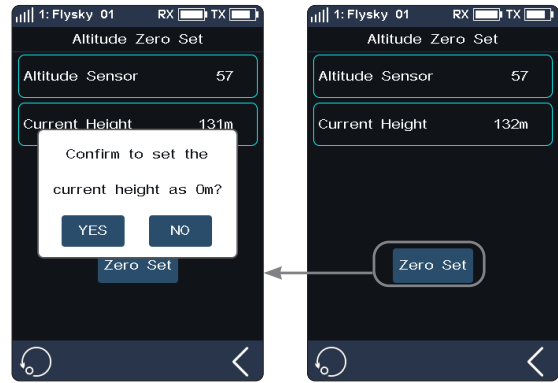 1: Flysky 01 RX TX
Altitude Zero Set
Altitude Sensor 57
Current Height 131m
Confirm to set the
current height as 0m?
YES NO
Zero Set
1: Flysky 01 RX TX
Altitude Zero Set
Altitude Sensor 57
Current Height 132m
Zero Set